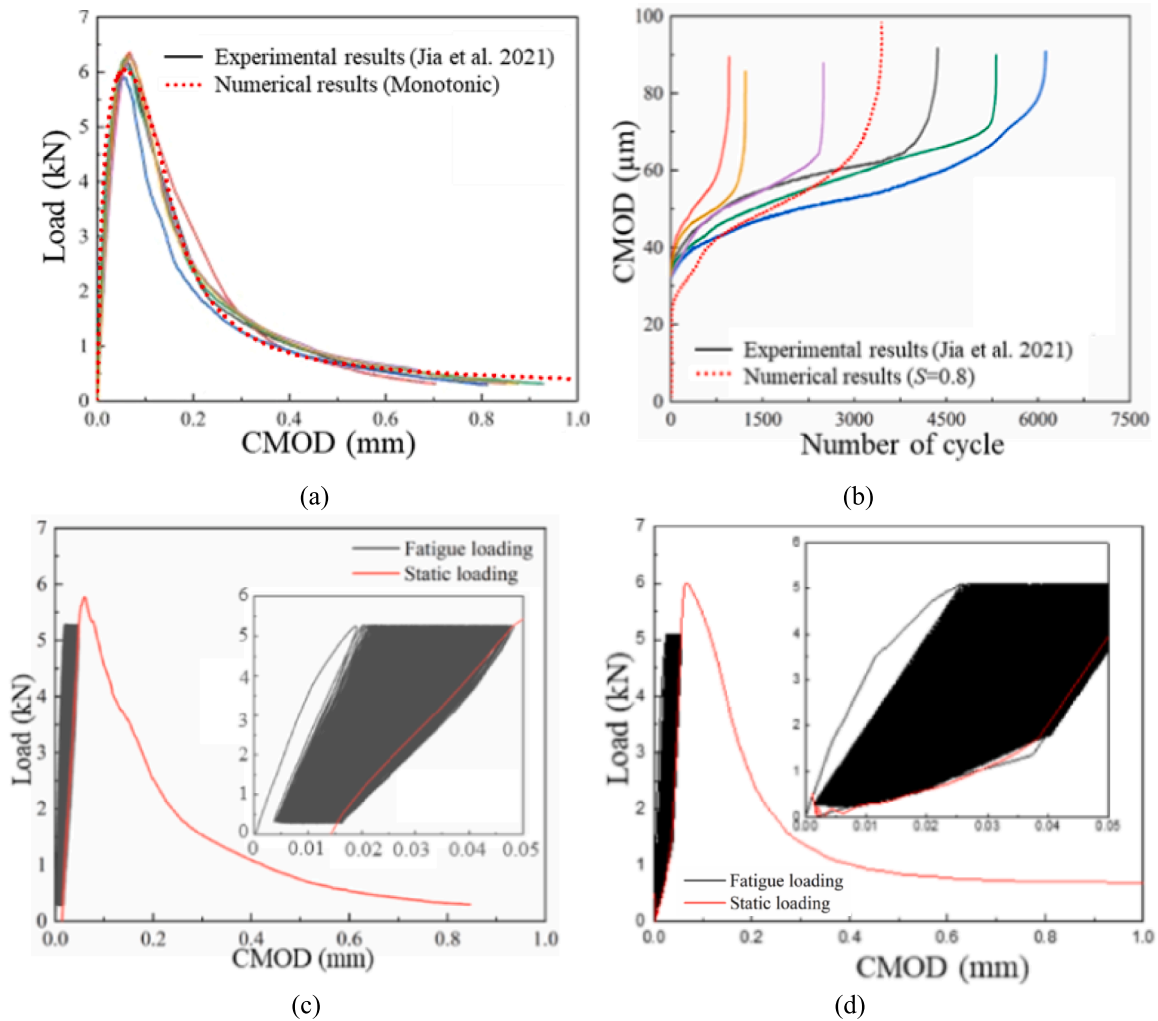 7
6
5
4
3
2
1
0
Load (kN)
Experimental results (Jia et al. 2021)
Numerical results (Monotonic)
0.0 0.2 0.4 0.6 0.8 1.0
CMOD (mm)
(a)
100
80
60
40
20
0
CMOD (μm)
Experimental results (Jia et al. 2021)
Numerical results (S=0.8)
0 1500 3000 4500 6000 7500
Number of cycle
(b)
7
6
5
4
3
2
1
0
Load (kN)
Fatigue loading
Static loading
6
5
4
3
2
1
0
0.01 0.02 0.03 0.04 0.05
0.0 0.2 0.4 0.6 0.8 1.0
CMOD (mm)
(c)
7
6
5
4
3
2
1
0
Load (kN)
6
5
4
3
2
1
0
0.00 0.01 0.02 0.03 0.04 0.05
Fatigue loading
Static loading
0.0 0.2 0.4 0.6 0.8 1.0
CMOD (mm)
(d)